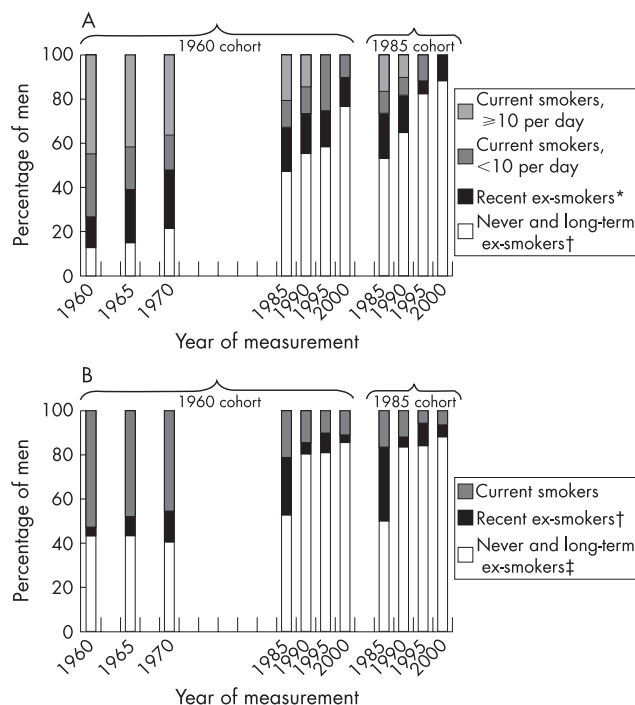 A
1960 cohort
1985 cohort
100
80
60
40
20
0
Percentage of men
1960
1965
1970
1985
1990
1995
2000
1985
1990
1995
2000
Year of measurement
Current smokers,
⩾10 per day
Current smokers,
<10 per day
Recent ex-smokers*
Never and long-term
ex-smokers†
B
1960 cohort
1985 cohort
100
80
60
40
20
0
Percentage of men
1960
1965
1970
1985
1990
1995
2000
1985
1990
1995
2000
Year of measurement
Current smokers
Recent ex-smokers†
Never and long-term
ex-smokers‡